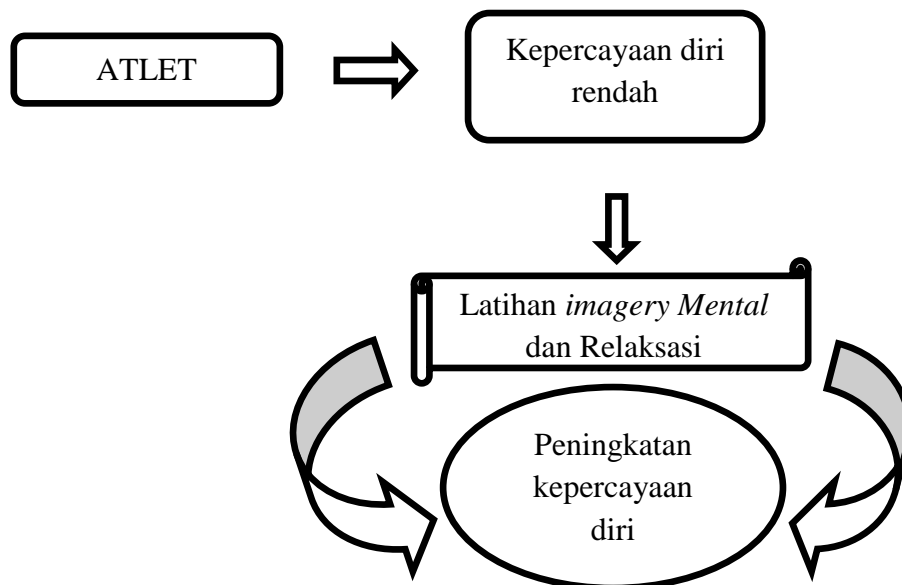 ATLET
Kepercayaan diri
rendah
Latihan imagery Mental
dan Relaksasi
Peningkatan
kepercayaan
diri